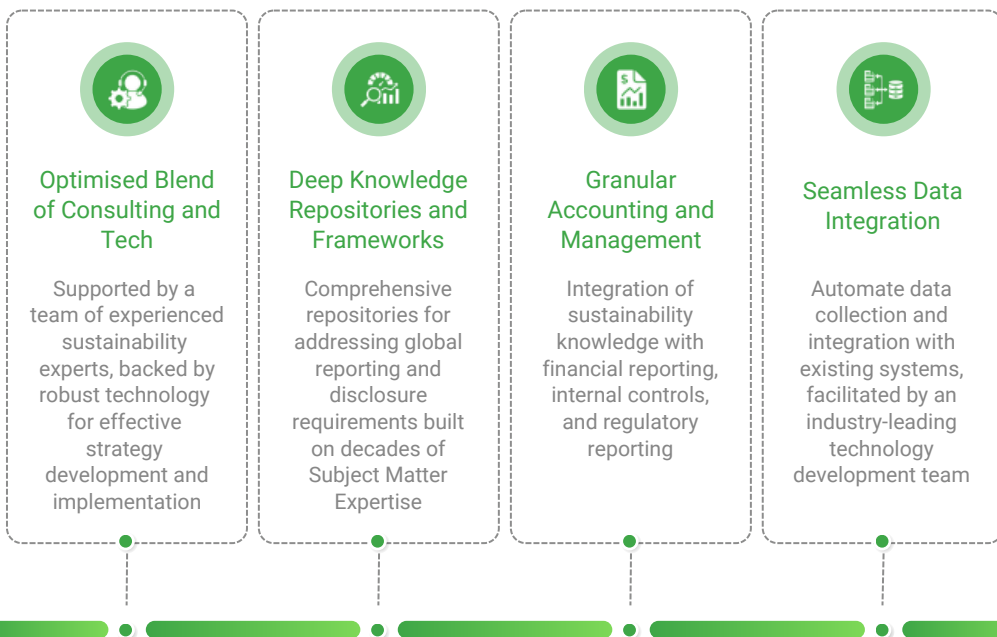 Optimised Blend
of Consulting and
Tech
Supported by a
team of experienced
sustainability
experts, backed by
robust technology
for effective
strategy
development and
implementation
Deep Knowledge
Repositories and
Frameworks
Comprehensive
repositories for
addressing global
reporting and
disclosure
requirements built
on decades of
Subject Matter
Expertise
Granular
Accounting and
Management
Integration of
sustainability
knowledge with
financial reporting,
internal controls,
and regulatory
reporting
Seamless Data
Integration
Automate data
collection and
integration with
existing systems,
facilitated by an
industry-leading
technology
development team